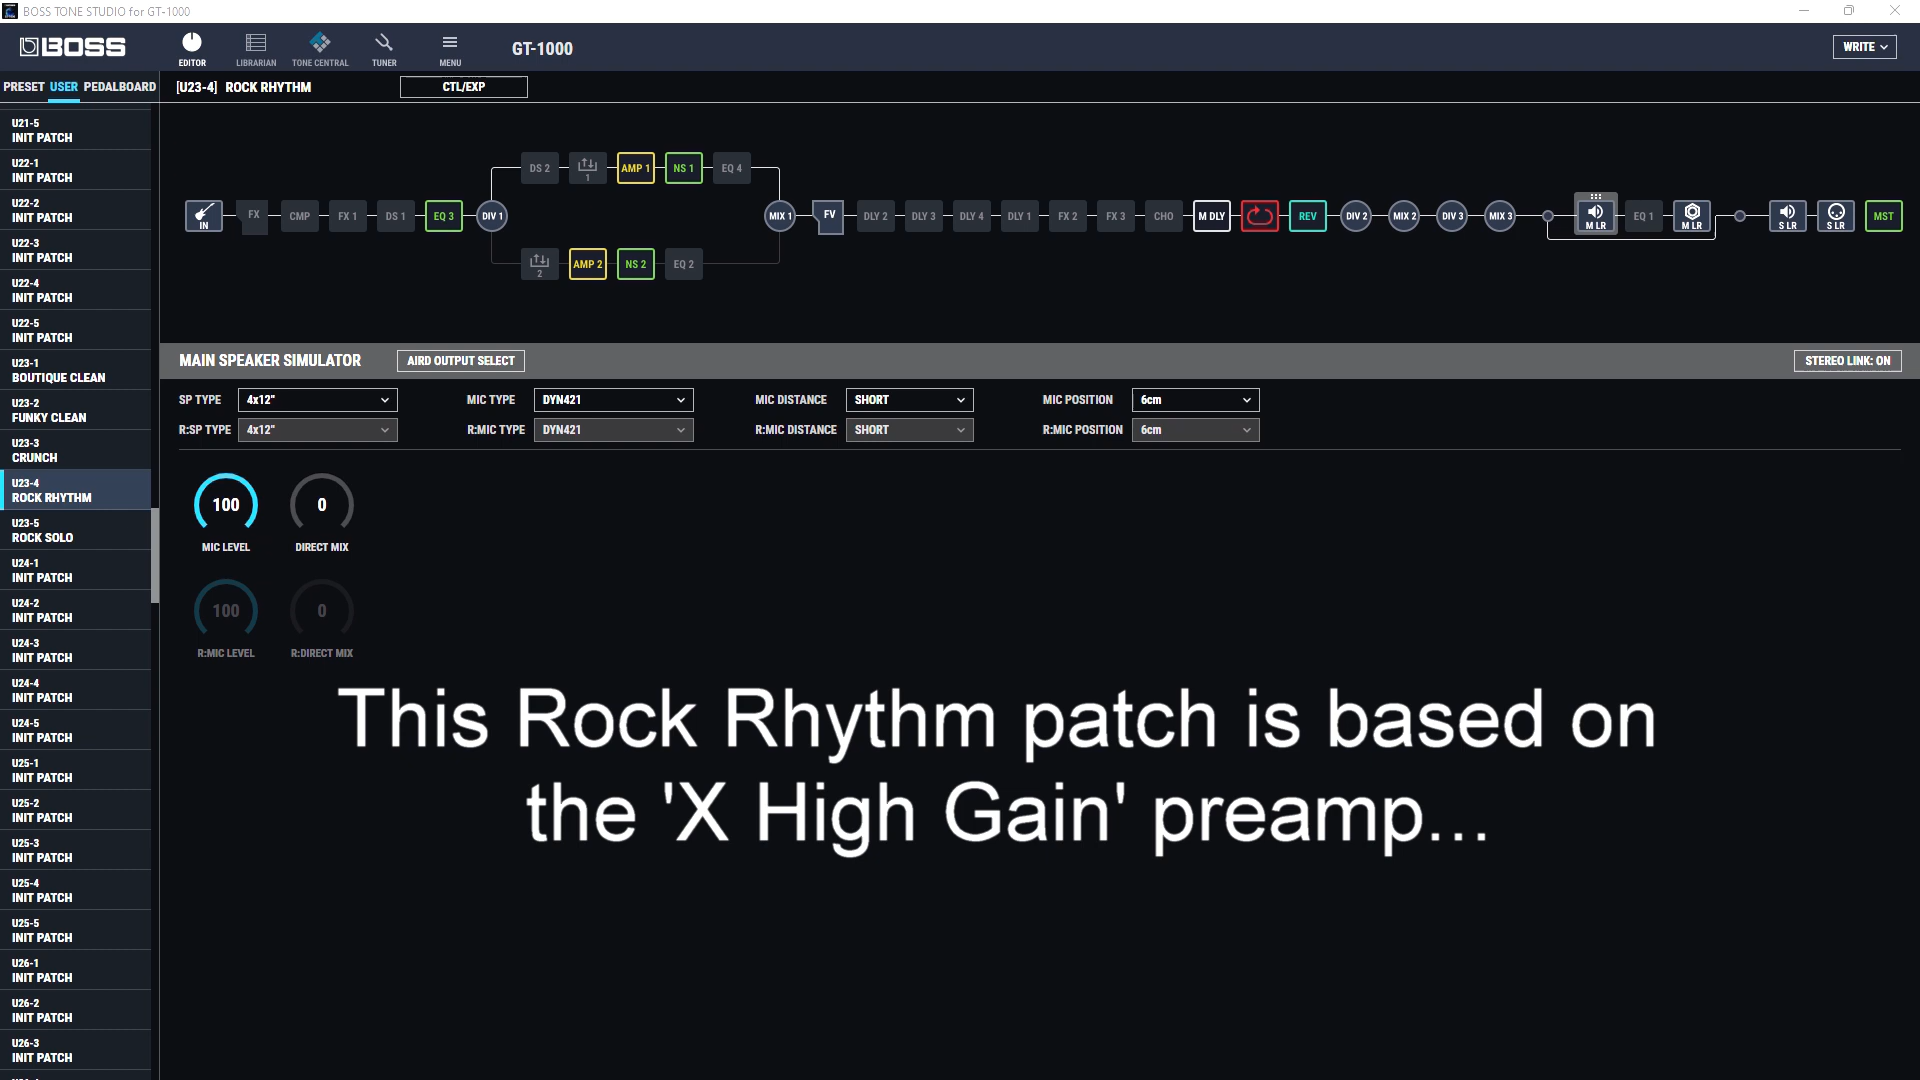 BOSS TONE STUDIO for GT-1000
BOSS
EDITOR
LIBRARIAN
TONE CENTRAL
TUNER
MENU
GT-1000
WRITE
PRESET USER PEDALBOARD
[U23-4] ROCK RHYTHM
CTL/EXP
U21-5
INIT PATCH
U22-1
INIT PATCH
U22-2
INIT PATCH
U22-3
INIT PATCH
U22-4
INIT PATCH
U22-5
INIT PATCH
U23-1
BOUTIQUE CLEAN
U23-2
FUNKY CLEAN
U23-3
CRUNCH
U23-4
ROCK RHYTHM
U23-5
ROCK SOLO
U24-1
INIT PATCH
U24-2
INIT PATCH
U24-3
INIT PATCH
U24-4
INIT PATCH
U24-5
INIT PATCH
U25-1
INIT PATCH
U25-2
INIT PATCH
U25-3
INIT PATCH
U25-4
INIT PATCH
U25-5
INIT PATCH
U26-1
INIT PATCH
U26-2
INIT PATCH
U26-3
INIT PATCH
DS 2
1
AMP 1
NS 1
EQ 4
IN
FX
CMP
FX 1
DS 1
EQ 3
DIV 1
MIX 1
FV
DLY 2
DLY 3
DLY 4
DLY 1
FX 2
FX 3
CHO
M DLY
REV
DIV 2
MIX 2
DIV 3
MIX 3
M LR
EQ 1
M LR
S LR
S LR
MST
2
AMP 2
NS 2
EQ 2
MAIN SPEAKER SIMULATOR
AIRD OUTPUT SELECT
STEREO LINK: ON
SP TYPE 4x12"
MIC TYPE DYN421
MIC DISTANCE SHORT
MIC POSITION 6cm
R:SP TYPE 4x12"
R:MIC TYPE DYN421
R:MIC DISTANCE SHORT
R:MIC POSITION 6cm
100
0
MIC LEVEL
DIRECT MIX
100
0
R:MIC LEVEL
R:DIRECT MIX
This Rock Rhythm patch is based on
the 'X High Gain' preamp...